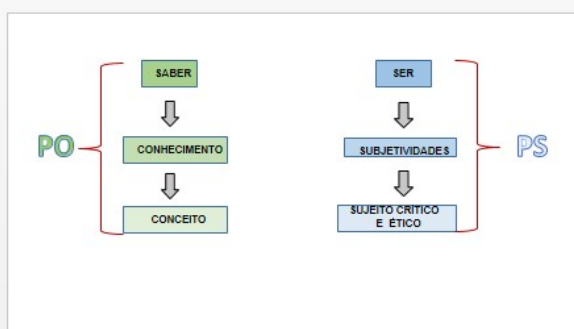 SABER
SER
PO
CONHECIMENTO
SUBJETIVIDADES
PS
CONCEITO
SUJEITO CRÍTICO
E ÉTICO